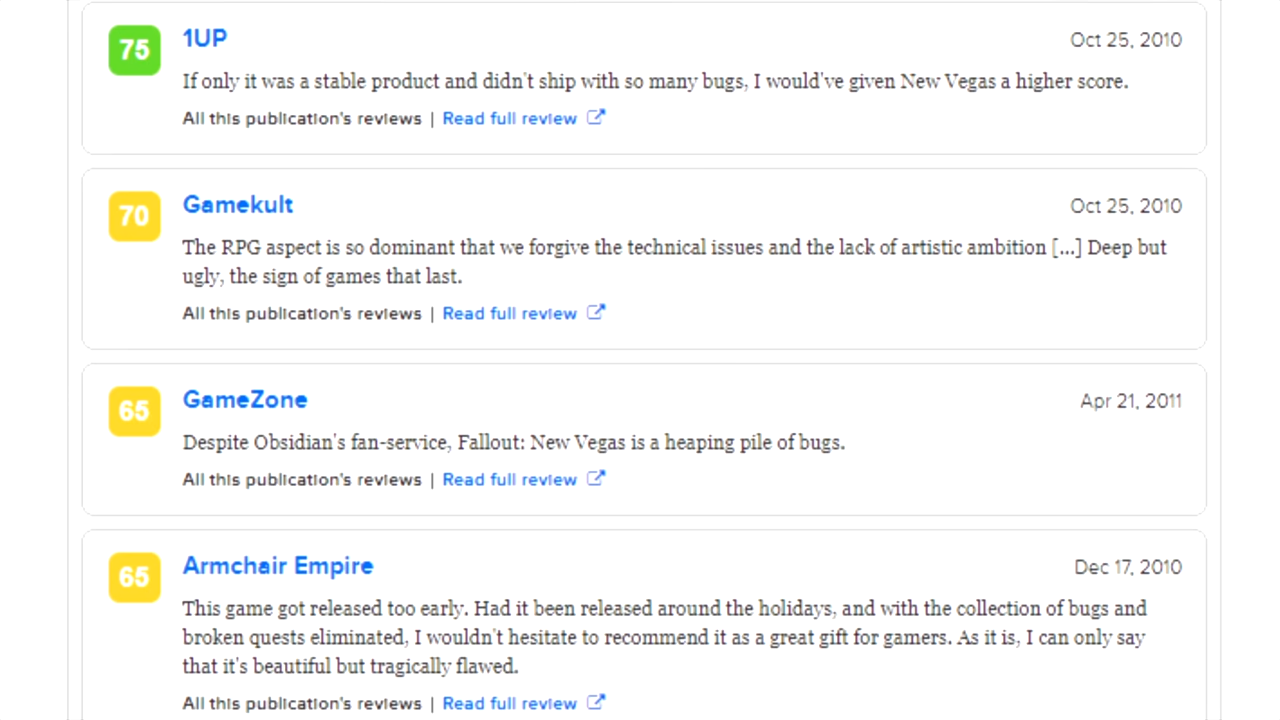 75
1UP
Oct 25, 2010
If only it was a stable product and didn't ship with so many bugs, I would've given New Vegas a higher score.
All this publication's reviews | Read full review
70
Gamekult
Oct 25, 2010
The RPG aspect is so dominant that we forgive the technical issues and the lack of artistic ambition [...] Deep but
ugly, the sign of games that last.
All this publication's reviews | Read full review
65
GameZone
Apr 21, 2011
Despite Obsidian's fan-service, Fallout: New Vegas is a heaping pile of bugs.
All this publication's reviews | Read full review
65
Armchair Empire
Dec 17, 2010
This game got released too early. Had it been released around the holidays, and with the collection of bugs and
broken quests eliminated, I wouldn't hesitate to recommend it as a great gift for gamers. As it is, I can only say
that it's beautiful but tragically flawed.
All this publication's reviews | Read full review